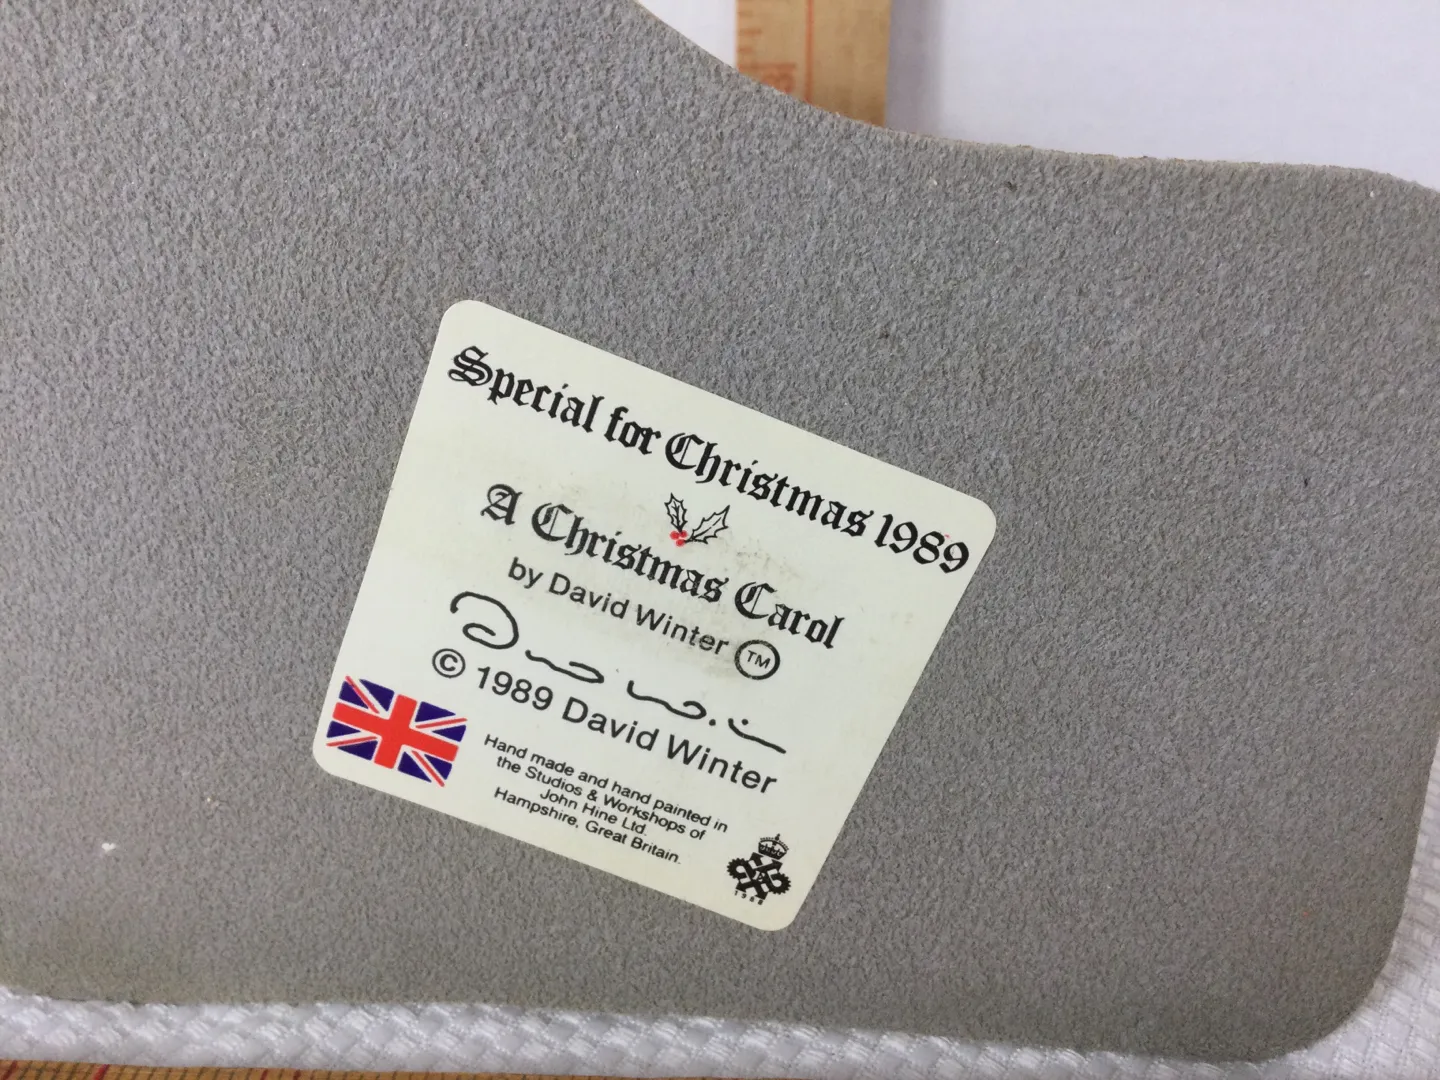 Special for Christmas 1989
A Christmas Carol
by David Winter TM
© 1989 David Winter
Hand made and hand painted in
the Studios & Workshops of
John Hine Ltd.
Hampshire, Great Britain.